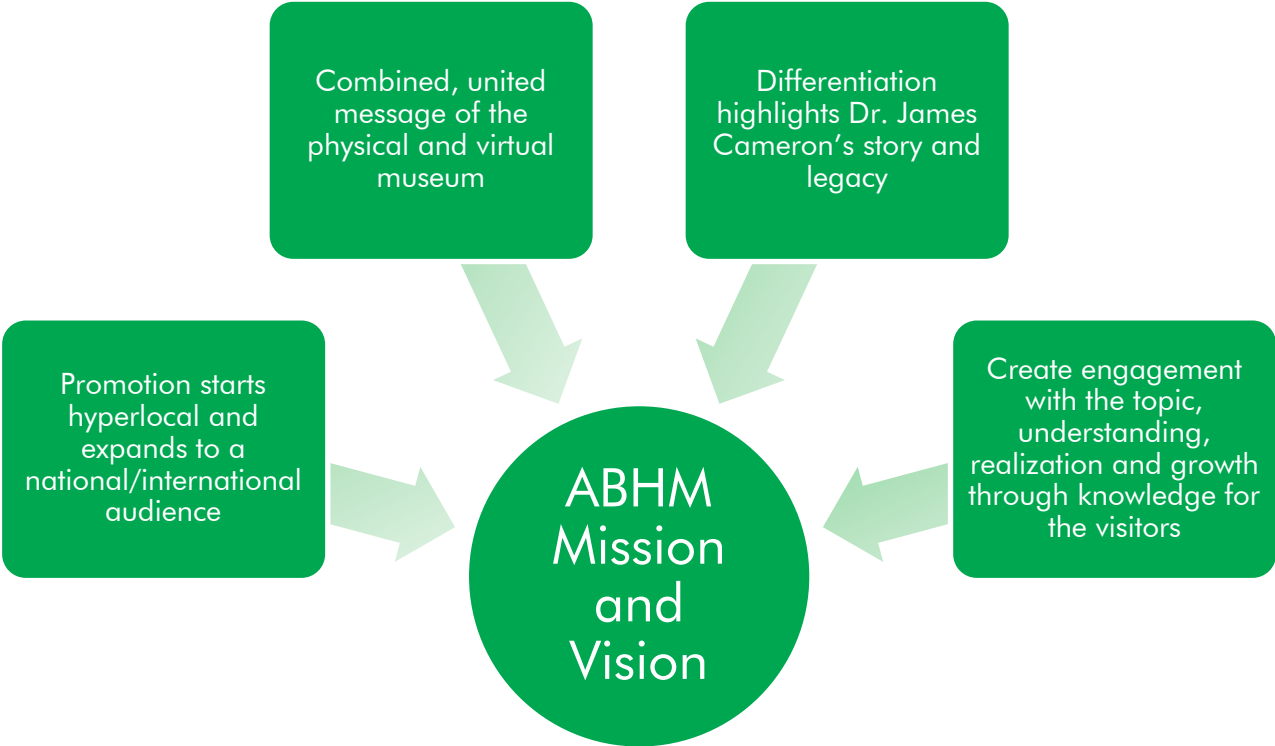 Combined, united
message of the
physical and virtual
museum
Differentiation
highlights Dr. James
Cameron’s story and
legacy
Promotion starts
hyperlocal and
expands to a
national/international
audience
Create engagement
with the topic,
understanding,
realization and growth
through knowledge for
the visitors
ABHM
Mission
and
Vision